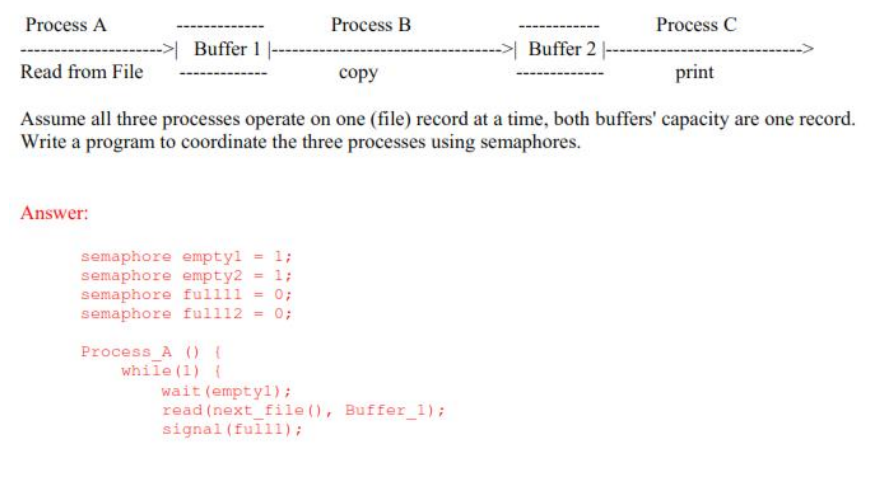 Process A ------------- Process B ------------ Process C
---------------------->| Buffer 1 |----------------------------------->| Buffer 2 |------------------------------>
Read from File ------------- copy ------------- print
Assume all three processes operate on one (file) record at a time, both buffers' capacity are one record.
Write a program to coordinate the three processes using semaphores.
Answer:
semaphore empty1 = 1;
semaphore empty2 = 1;
semaphore fulll1 = 0;
semaphore fulll2 = 0;
Process_A () {
while(1) {
wait(empty1);
read(next_file(), Buffer_1);
signal(full1);